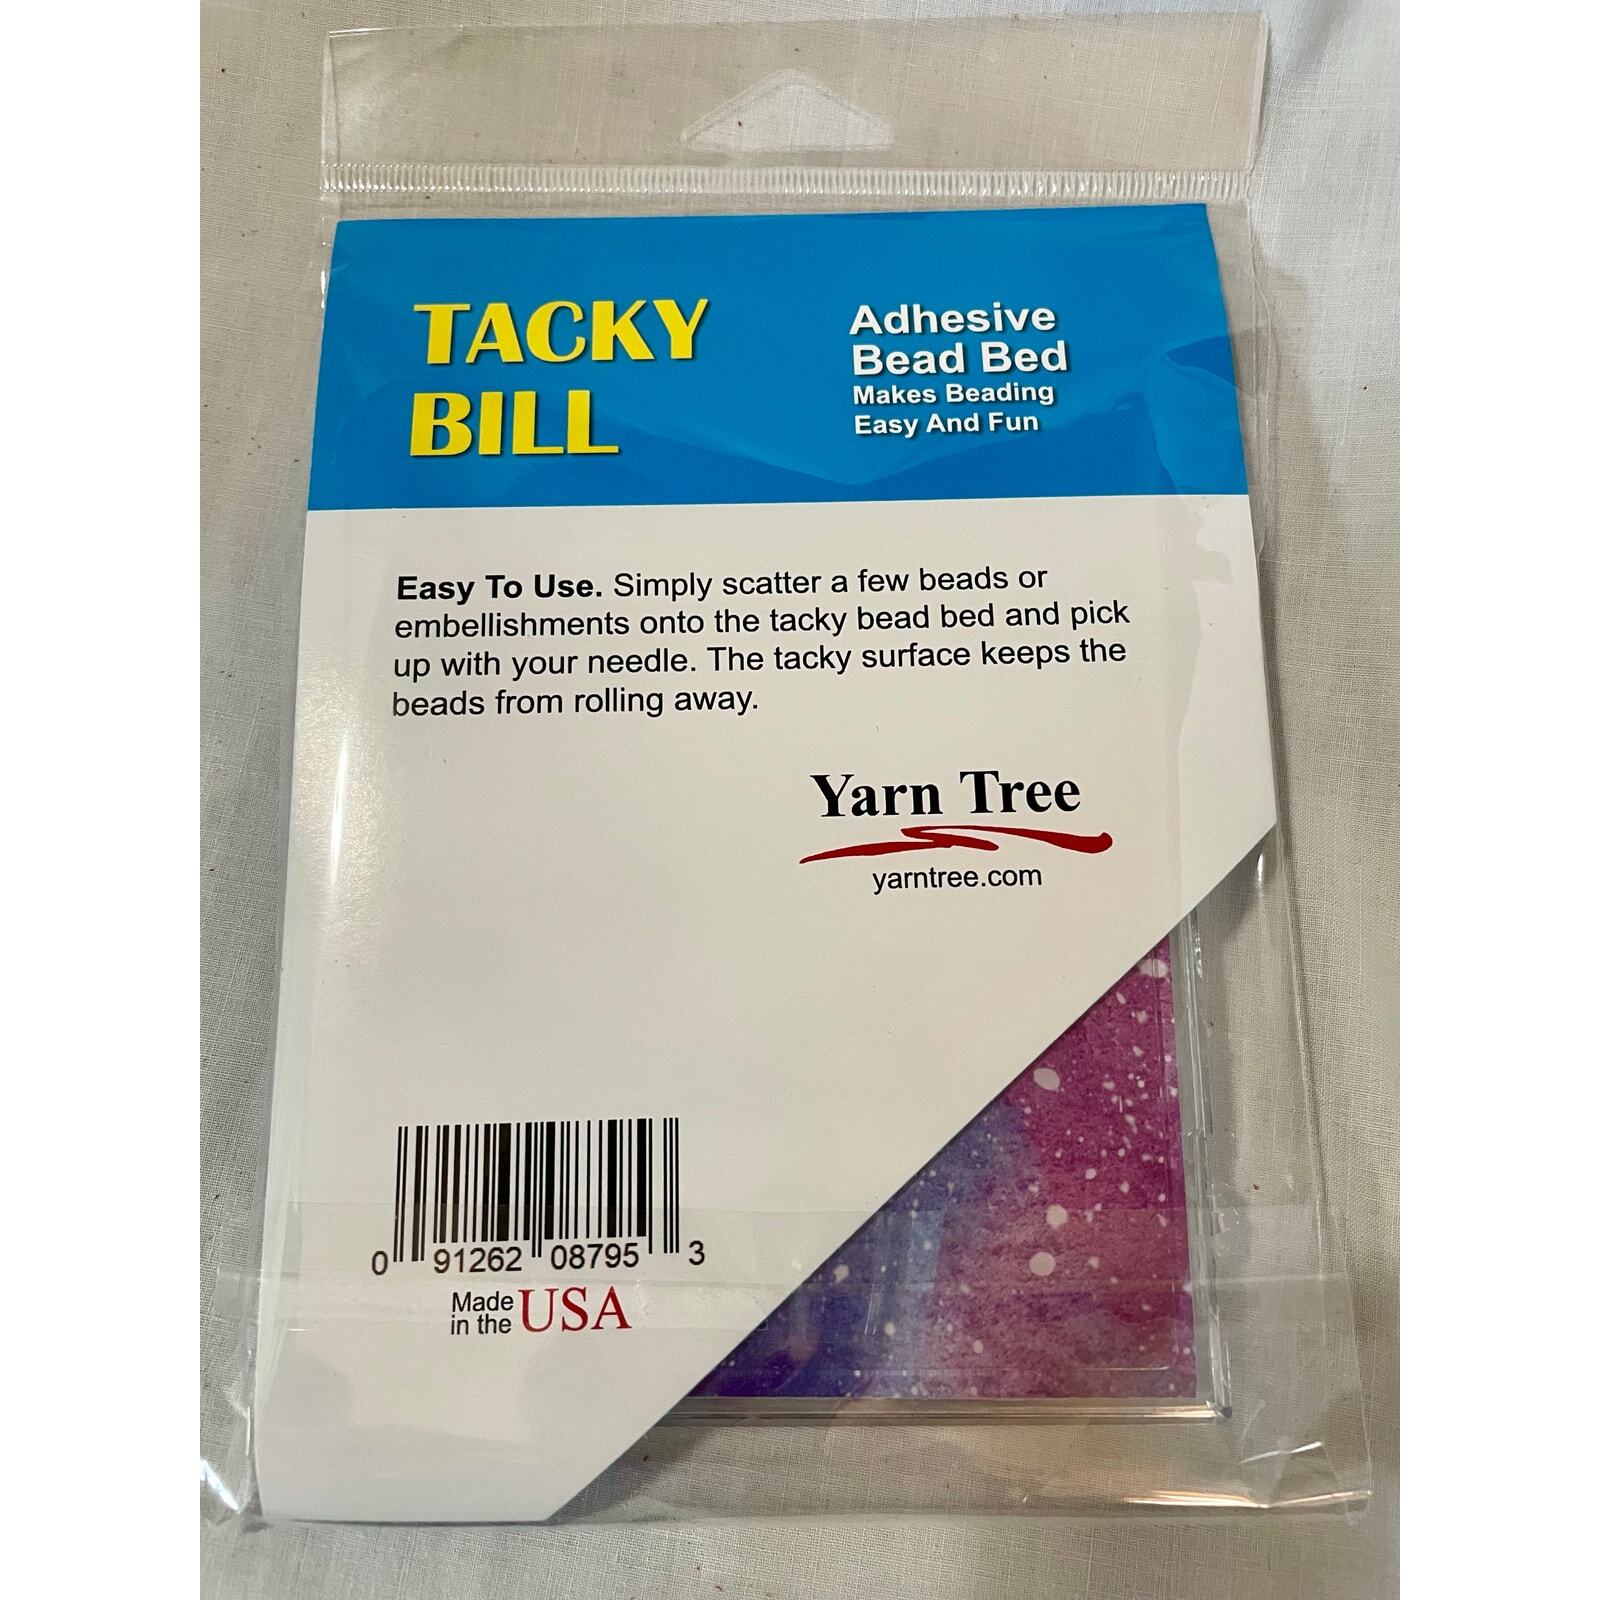 TACKY
BILL
Adhesive
Bead Bed
Makes Beading
Easy And Fun
Easy To Use. Simply scatter a few beads or
embellishments onto the tacky bead bed and pick
up with your needle. The tacky surface keeps the
beads from rolling away.
Yarn Tree
yarntree.com
0 91262 08795 3
Made
in the USA